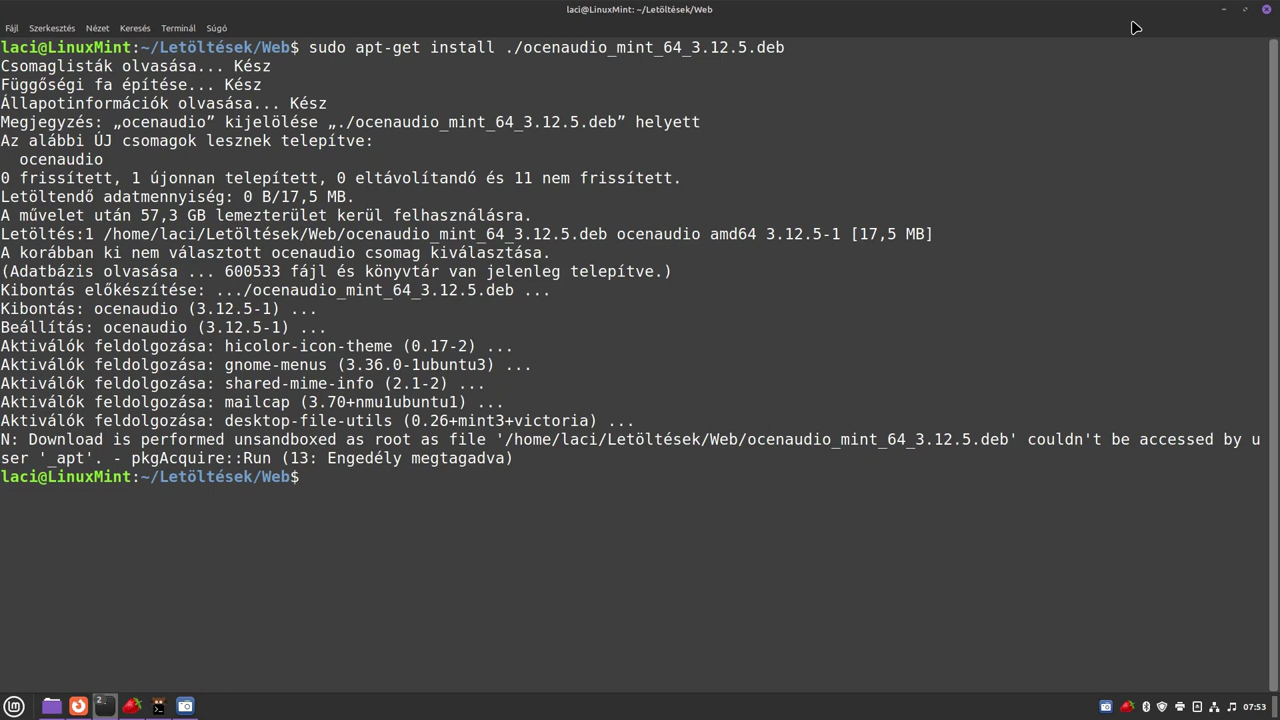 laci@LinuxMint: ~/Letöltések/Web
Fájl Szerkesztés Nézet Keresés Terminál Súgó
laci@LinuxMint:~/Letöltések/Web$ sudo apt-get install ./ocenaudio_mint_64_3.12.5.deb
Csomaglisták olvasása... Kész
Függőségi fa építése... Kész
Állapotinformációk olvasása... Kész
Megjegyzés: „ocenaudio” kijelölése „./ocenaudio_mint_64_3.12.5.deb” helyett
Az alábbi ÚJ csomagok lesznek telepítve:
  ocenaudio
0 frissített, 1 újonnan telepített, 0 eltávolítandó és 11 nem frissített.
Letöltendő adatmennyiség: 0 B/17,5 MB.
A művelet után 57,3 GB lemezterület kerül felhasználásra.
Letöltés:1 /home/laci/Letöltések/Web/ocenaudio_mint_64_3.12.5.deb ocenaudio amd64 3.12.5-1 [17,5 MB]
A korábban ki nem választott ocenaudio csomag kiválasztása.
(Adatbázis olvasása ... 600533 fájl és könyvtár van jelenleg telepítve.)
Kibontás előkészítése: .../ocenaudio_mint_64_3.12.5.deb ...
Kibontás: ocenaudio (3.12.5-1) ...
Beállítás: ocenaudio (3.12.5-1) ...
Aktiválók feldolgozása: hicolor-icon-theme (0.17-2) ...
Aktiválók feldolgozása: gnome-menus (3.36.0-1ubuntu3) ...
Aktiválók feldolgozása: shared-mime-info (2.1-2) ...
Aktiválók feldolgozása: mailcap (3.70+nmu1ubuntu1) ...
Aktiválók feldolgozása: desktop-file-utils (0.26+mint3+victoria) ...
N: Download is performed unsandboxed as root as file '/home/laci/Letöltések/Web/ocenaudio_mint_64_3.12.5.deb' couldn't be accessed by u
ser '_apt'. - pkgAcquire::Run (13: Engedély megtagadva)
laci@LinuxMint:~/Letöltések/Web$
07:53